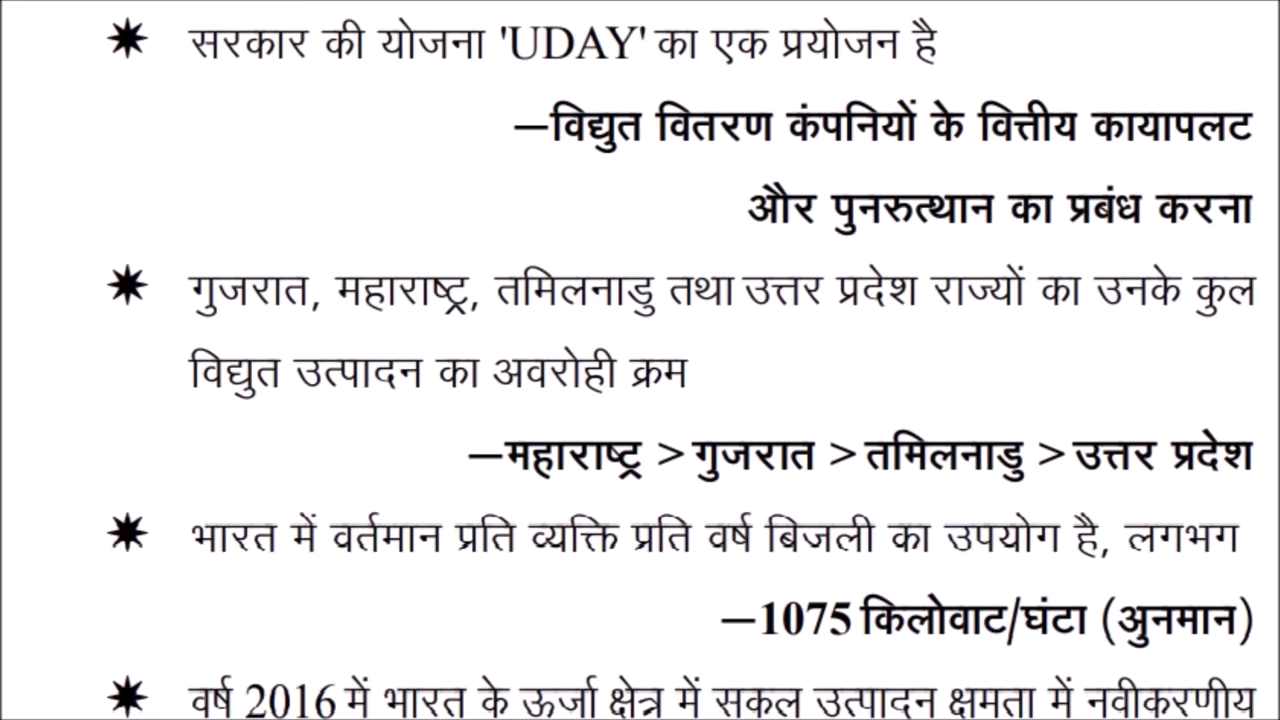 ✷ सरकार की योजना 'UDAY' का एक प्रयोजन है
–विद्युत वितरण कंपनियों के वित्तीय कायापलट
और पुनरुत्थान का प्रबंध करना
✷ गुजरात, महाराष्ट्र, तमिलनाडु तथा उत्तर प्रदेश राज्यों का उनके कुल
विद्युत उत्पादन का अवरोही क्रम
–महाराष्ट्र > गुजरात > तमिलनाडु > उत्तर प्रदेश
✷ भारत में वर्तमान प्रति व्यक्ति प्रति वर्ष बिजली का उपयोग है, लगभग
–1075 किलोवाट/घंटा (अुनमान)
✷ वर्ष 2016 में भारत के ऊर्जा क्षेत्र में सकल उत्पादन क्षमता में नवीकरणीय